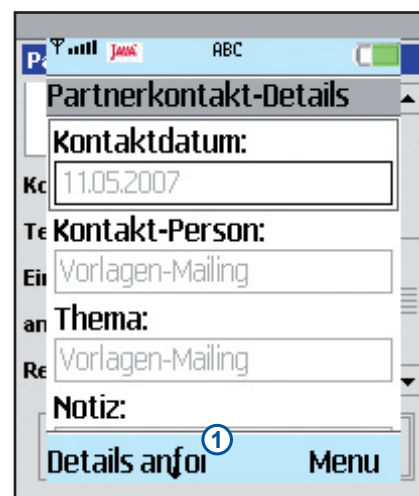 JAVA ABC
Partnerkontakt-Details
Kontaktdatum:
11.05.2007
Kontakt-Person:
Vorlagen-Mailing
Thema:
Vorlagen-Mailing
Notiz:
1
Details anfor Menu